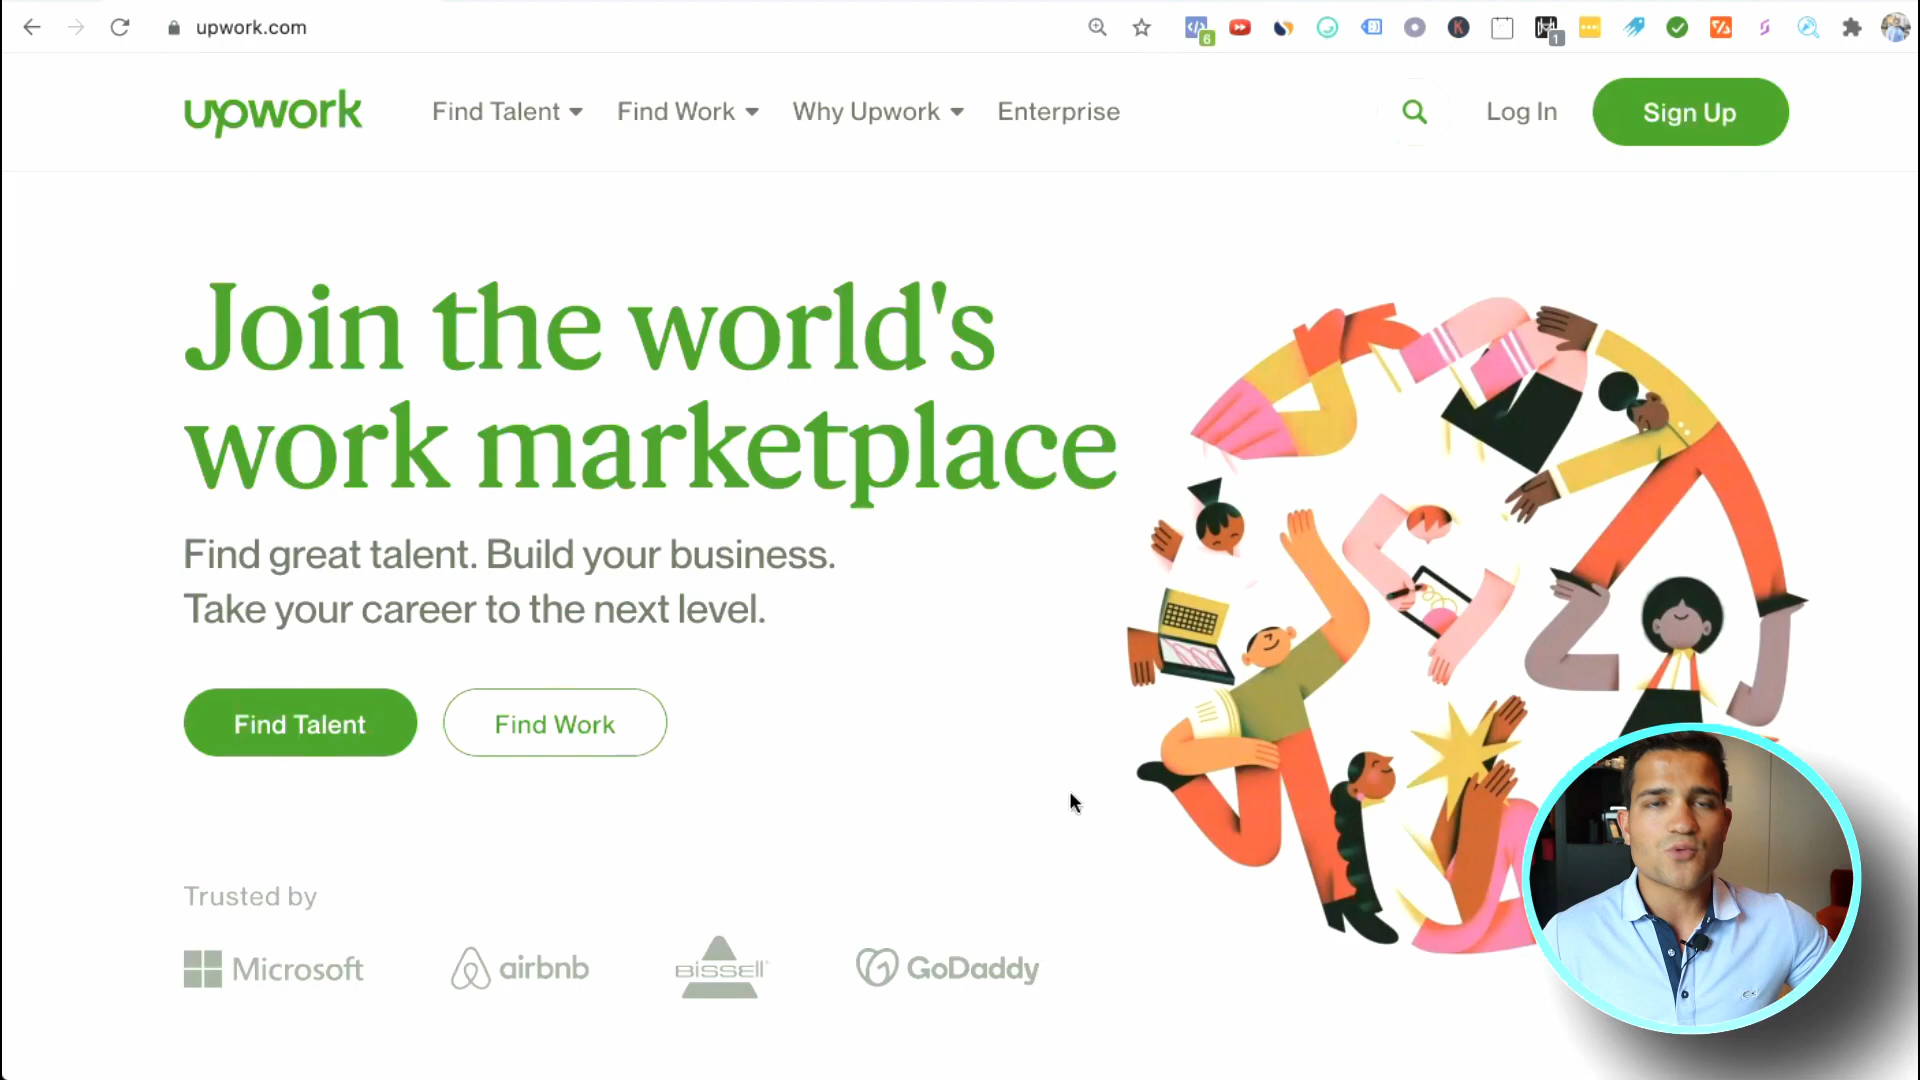 upwork.com
6
1
upwork
Find Talent
Find Work
Why Upwork
Enterprise
Log In
Sign Up
Join the world's
work marketplace
Find great talent. Build your business.
Take your career to the next level.
Find Talent
Find Work
Trusted by
Microsoft
airbnb
BISSELL
GoDaddy